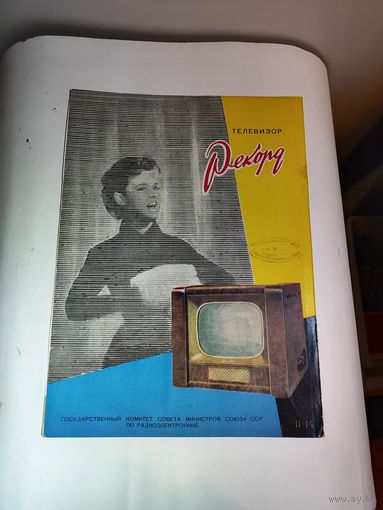 ТЕЛЕВИЗОР
Рекорд
ГОСУДАРСТВЕННЫЙ КОМИТЕТ СОВЕТА МИНИСТРОВ СОЮЗА ССР
ПО РАДИОЭЛЕКТРОНИКЕ
www.ay.by